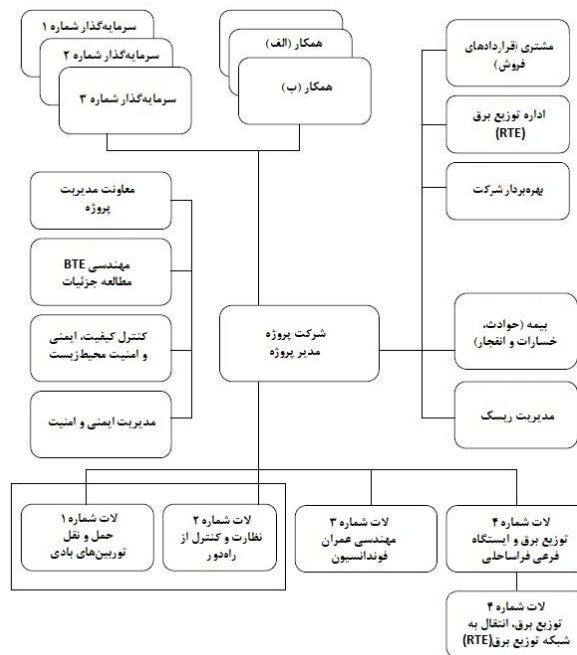 سرمایه‌گذار شماره ۱
سرمایه‌گذار شماره ۲
سرمایه‌گذار شماره ۳
همکار (الف)
همکار (ب)
مشتری (قراردادهای
فروش)
اداره توزیع برق
(RTE)
بهره‌بردار شرکت
معاونت مدیریت
پروژه
مهندسی BTE
مطالعه جزئیات
کنترل کیفیت، ایمنی
و امنیت محیط‌زیست
مدیریت ایمنی و امنیت
شرکت پروژه
مدیر پروژه
بیمه (حوادث،
خسارات و انفجار)
مدیریت ریسک
لات شماره ۱
حمل و نقل
توربین‌های بادی
لات شماره ۲
نظارت و کنترل از
راه‌دور
لات شماره ۳
مهندسی عمران
فوندانسیون
لات شماره ۴
توزیع برق و ایستگاه
فرعی فراساحلی
لات شماره ۴
توزیع برق، انتقال به
شبکه توزیع برق(RTE)